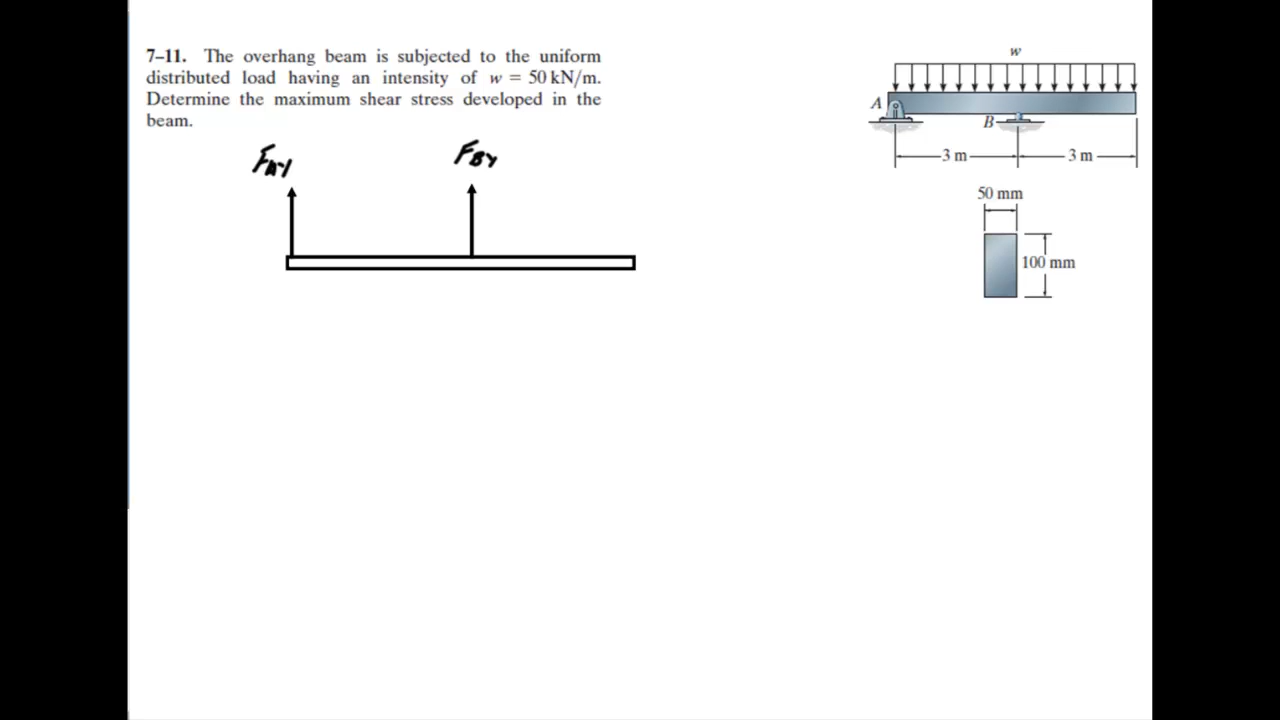 7–11. The overhang beam is subjected to the uniform
distributed load having an intensity of w = 50 kN/m.
Determine the maximum shear stress developed in the
beam.
FAY
FBY
w
A
B
3 m
3 m
50 mm
100 mm